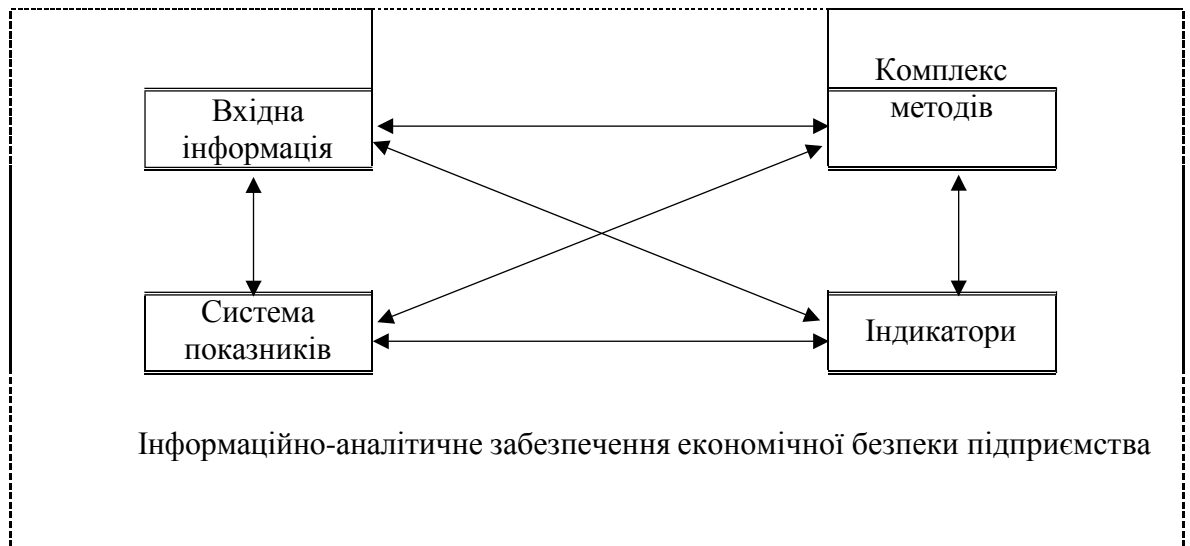 Вхідна
інформація
Комплекс
методів
Система
показників
Індикатори
Інформаційно-аналітичне забезпечення економічної безпеки підприємства